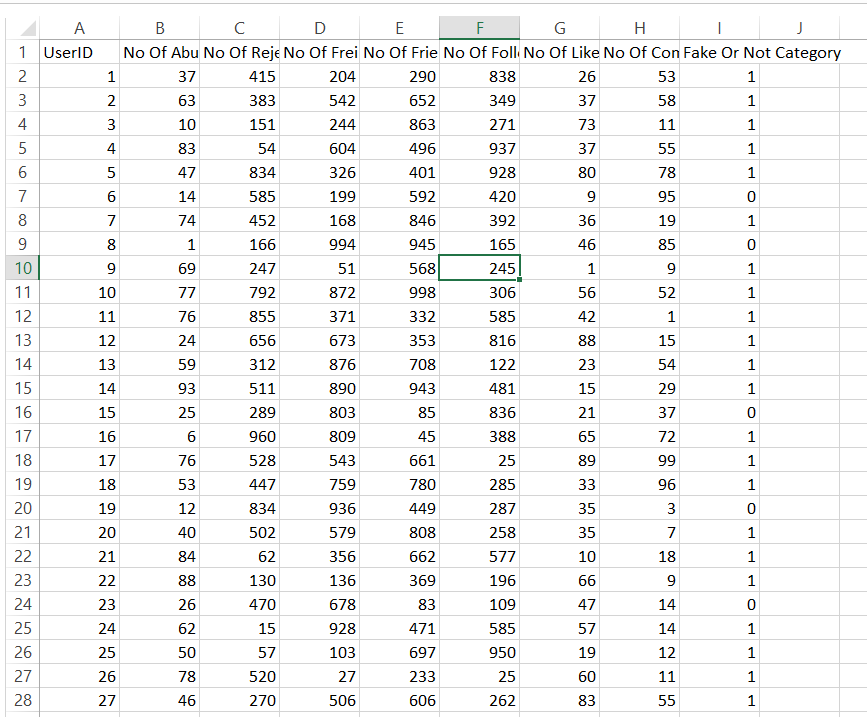 A B C D E F G H I J
1 UserID No Of Abu No Of Reje No Of Frei No Of Frie No Of Follo No Of Like No Of Con Fake Or Not Category
2 1 37 415 204 290 838 26 53 1
3 2 63 383 542 652 349 37 58 1
4 3 10 151 244 863 271 73 11 1
5 4 83 54 604 496 937 37 55 1
6 5 47 834 326 401 928 80 78 1
7 6 14 585 199 592 420 9 95 0
8 7 74 452 168 846 392 36 19 1
9 8 1 166 994 945 165 46 85 0
10 9 69 247 51 568 245 1 9 1
11 10 77 792 872 998 306 56 52 1
12 11 76 855 371 332 585 42 1 1
13 12 24 656 673 353 816 88 15 1
14 13 59 312 876 708 122 23 54 1
15 14 93 511 890 943 481 15 29 1
16 15 25 289 803 85 836 21 37 0
17 16 6 960 809 45 388 65 72 1
18 17 76 528 543 661 25 89 99 1
19 18 53 447 759 780 285 33 96 1
20 19 12 834 936 449 287 35 3 0
21 20 40 502 579 808 258 35 7 1
22 21 84 62 356 662 577 10 18 1
23 22 88 130 136 369 196 66 9 1
24 23 26 470 678 83 109 47 14 0
25 24 62 15 928 471 585 57 14 1
26 25 50 57 103 697 950 19 12 1
27 26 78 520 27 233 25 60 11 1
28 27 46 270 506 606 262 83 55 1